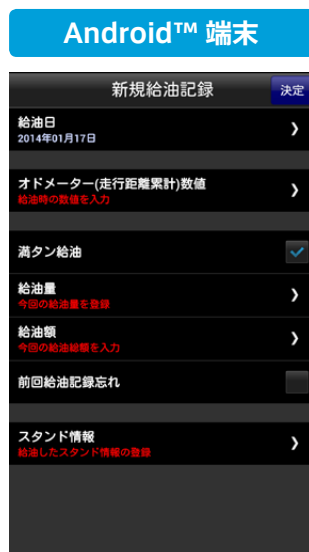 Android™ 端末
新規給油記録
決定
給油日
2014年01月17日
オドメーター(走行距離累計)数値
給油時の数値を入力
満タン給油
給油量
今回の給油量を登録
給油額
今回の給油総額を入力
前回給油記録忘れ
スタンド情報
給油したスタンド情報の登録